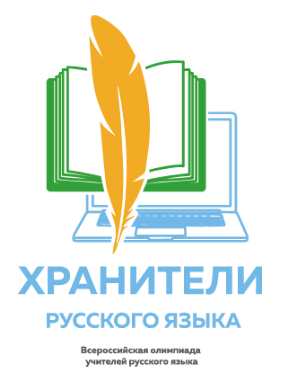 ХРАНИТЕЛИ
РУССКОГО ЯЗЫКА
Всероссийская олимпиада
учителей русского языка